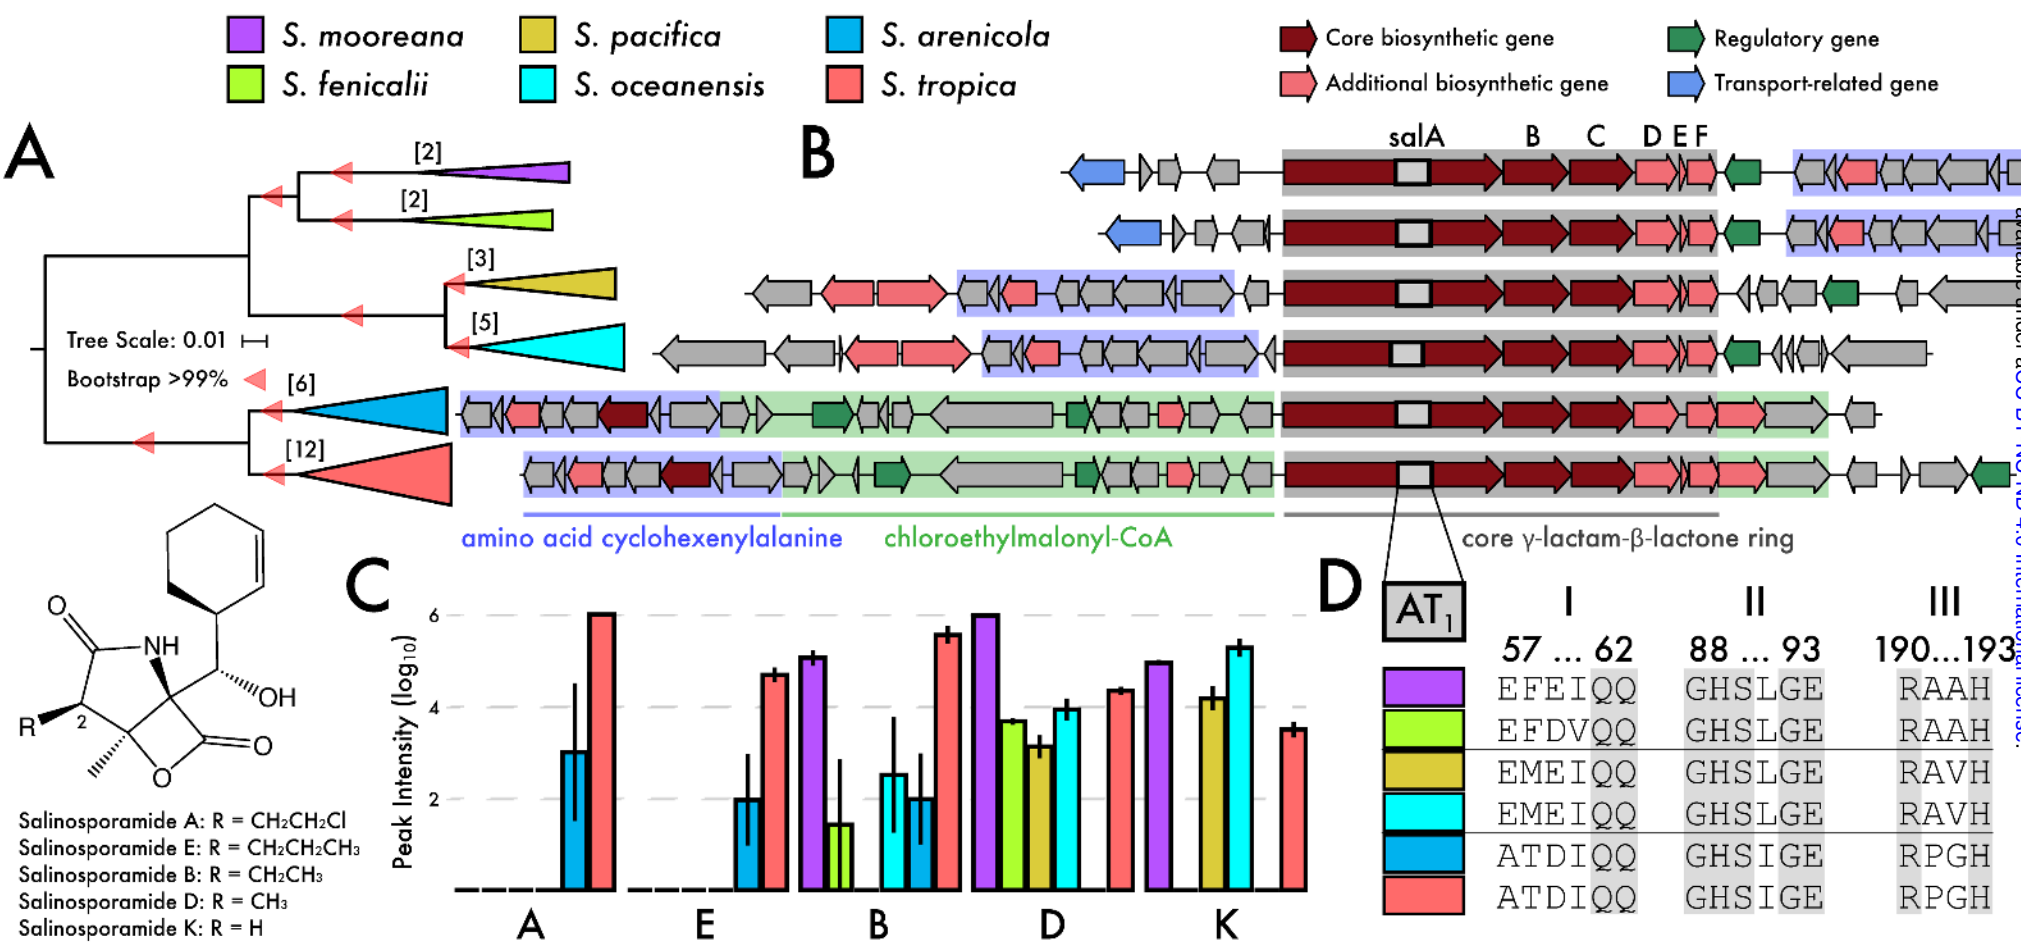 S. mooreana
S. pacifica
S. arenicola
S. fenicalii
S. oceanensis
S. tropica
Core biosynthetic gene
Regulatory gene
Additional biosynthetic gene
Transport-related gene
A
[2]
[2]
[3]
[5]
Tree Scale: 0.01
Bootstrap >99%
[6]
[12]
B
salA B C D E F
amino acid cyclohexenylalanine
chloroethylmalonyl-CoA
core γ-lactam-β-lactone ring
O
NH
OH
R
2
O
O
Salinosporamide A: R = CH₂CH₂Cl
Salinosporamide E: R = CH₂CH₂CH₃
Salinosporamide B: R = CH₂CH₃
Salinosporamide D: R = CH₃
Salinosporamide K: R = H
C
Peak Intensity (log₁₀)
6
4
2
A E B D K
D
AT₁
I II III
57 ... 62 88 ... 93 190...193
EFEIQQ GHSLGE RAAH
EFDVQQ GHSLGE RAAH
EMEIQQ GHSLGE RAVH
EMEIQQ GHSLGE RAVH
ATDIQQ GHSIGE RPGH
ATDIQQ GHSIGE RPGH